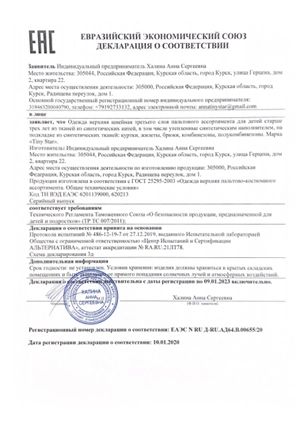 ЕАС
ЕВРАЗИЙСКИЙ ЭКОНОМИЧЕСКИЙ СОЮЗ
ДЕКЛАРАЦИЯ О СООТВЕТСТВИИ
Заявитель Индивидуальный предприниматель Халина Анна Сергеевна
Место жительства: 305044, Российская Федерация, Курская область, город Курск, улица Герцена, дом 2, квартира 22.
Адрес места осуществления деятельности: 305000, Российская Федерация, Курская область, город Курск, Радищева переулок, дом 1.
Основной государственный регистрационный номер индивидуального предпринимателя:
телефон: +79192733132, адрес электронной почты:
в лице
заявляет, что Одежда верхняя швейная третьего слоя пальтового ассортимента для детей старше
трех лет из тканей из синтетических нитей, в том числе утепленные синтетическим наполнителем, на
подкладке из синтетических тканей: куртки, жилеты, брюки, комбинезоны, полукомбинезоны. Марка
«Tiny Star».
Изготовитель: Индивидуальный предприниматель Халина Анна Сергеевна
Место жительства: 305044, Российская Федерация, Курская область, город Курск, улица Герцена, дом
2, квартира 22.
Адрес места осуществления деятельности по изготовлению продукции: 305000, Российская Федерация,
Курская область, город Курск, Радищева переулок дом 1.
Продукция изготовлена в соответствии с ГОСТ 25295-2003 «Одежда верхняя пальтово-костюмного
ассортимента. Общие технические условия»
Код ТН ВЭД ЕАЭС 6201139000, 620213
Серийный выпуск
соответствует требованиям
Технического Регламента Таможенного Союза «О безопасности продукции, предназначенной для
детей и подростков» (ТР ТС 007/2011);
Декларация о соответствии принята на основании
Протокола испытаний № 486-12-19-7 от 27.12.2019, выданного Испытательной лабораторией
Общества с ограниченной ответственностью «Центр Испытаний и Сертификации
АЛЬТЕРНАТИВА», аттестат аккредитации № RA.RU.21ЛТ78.
Схема декларирования 3д
Дополнительная информация
Срок годности: не установлен. Условия хранения: изделия должны храниться в крытых складских
помещениях и быть защищены от прямого попадания солнечных лучей и атмосферных воздействий.
Декларация о соответствии действительна с даты регистрации по 09.01.2023 включительно.
ХАЛИНА
АННА
СЕРГЕЕВНА
Халина Анна Сергеевна
Регистрационный номер декларации о соответствии: ЕАЭС N RU Д-RU.АД64.В.00655/20
Дата регистрации декларации о соответствии: 10.01.2020